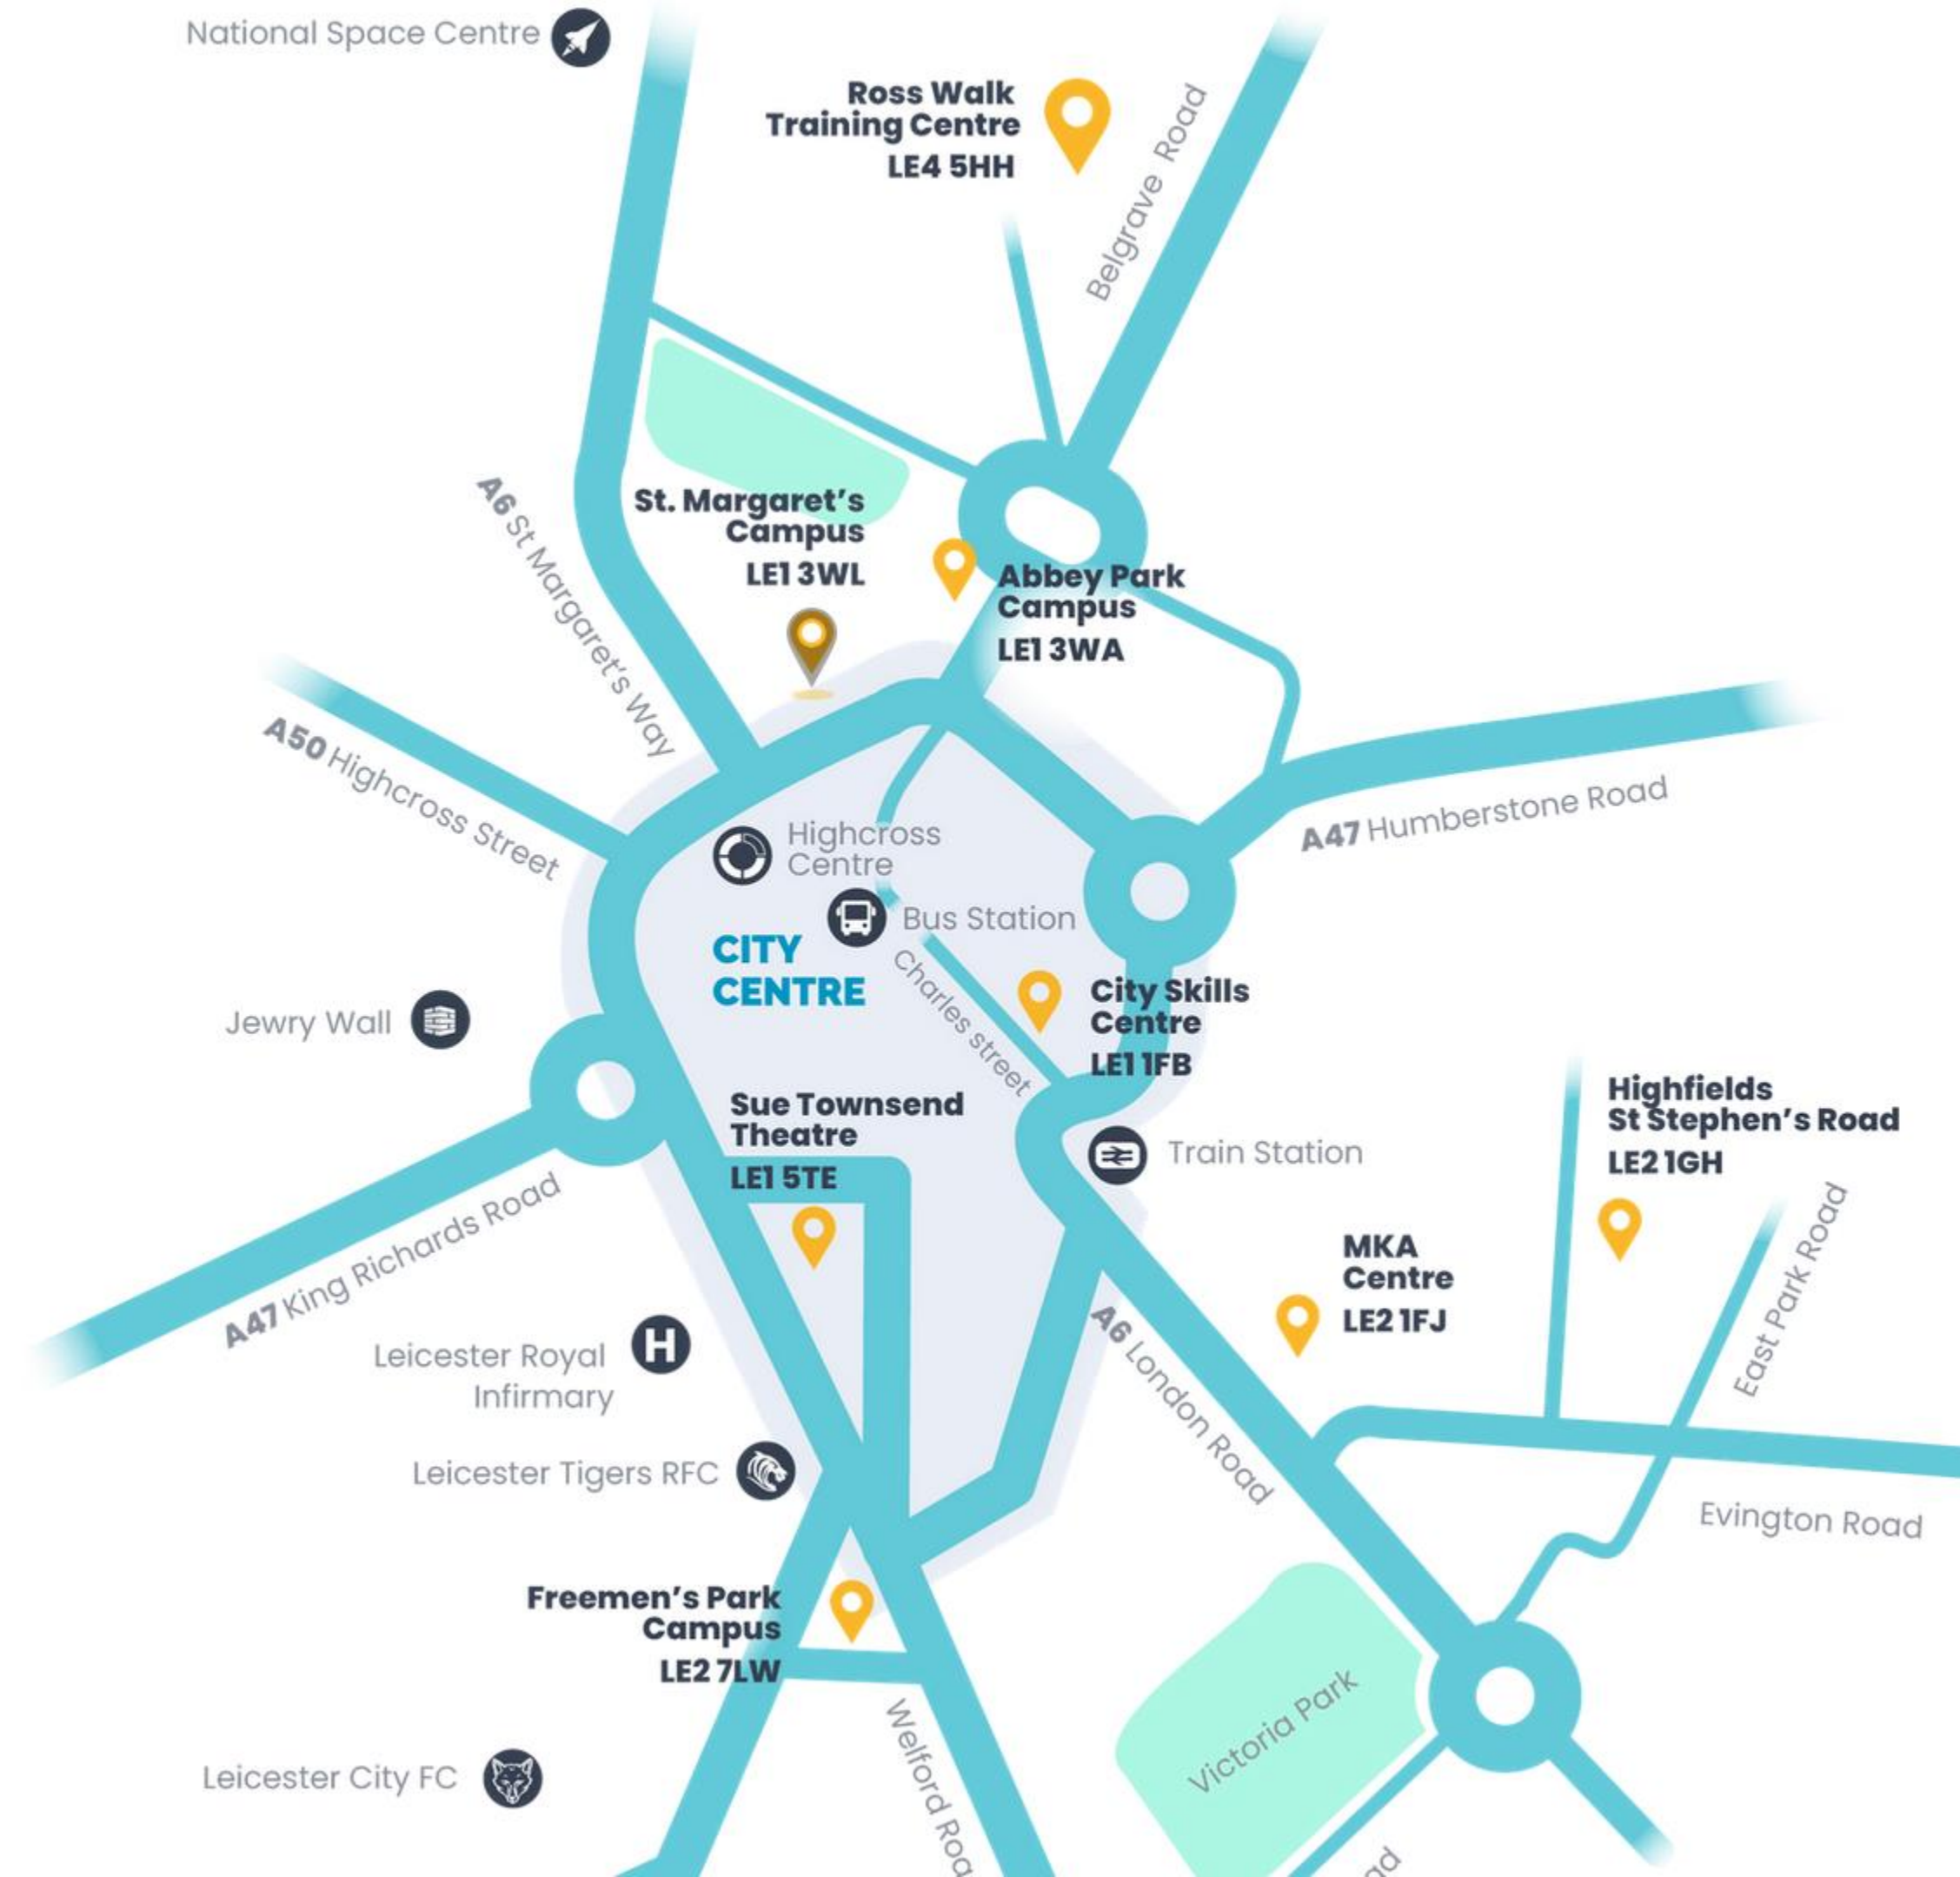 National Space Centre
Ross Walk
Training Centre
LE4 5HH
Belgrave Road
St. Margaret's
Campus
LE1 3WL
Abbey Park
Campus
LE1 3WA
A6 St Margaret's Way
A50 Highcross Street
A47 Humberstone Road
Highcross
Centre
Bus Station
CITY
CENTRE
Charles street
City Skills
Centre
LE1 1FB
Jewry Wall
Sue Townsend
Theatre
LE1 5TE
Train Station
Highfields
St Stephen's Road
LE2 1GH
A47 King Richards Road
MKA
Centre
LE2 1FJ
East Park Road
Leicester Royal
Infirmary
H
A6 London Road
Leicester Tigers RFC
Evington Road
Freemen's Park
Campus
LE2 7LW
Victoria Park
Welford Roa
Leicester City FC
ad